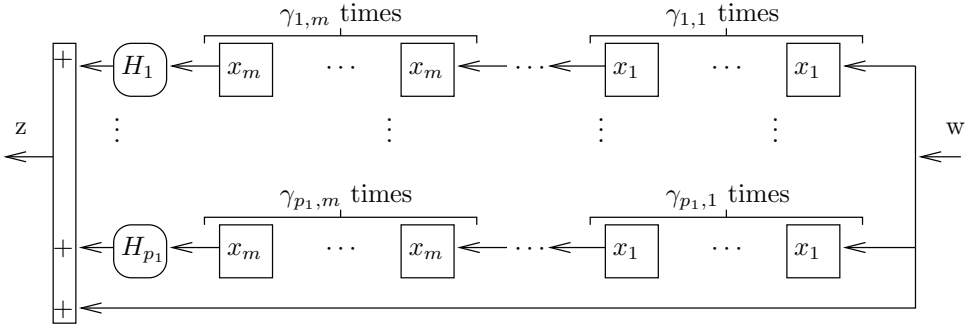 γ₁,ₘ times γ₁,₁ times
+ H₁ xₘ ··· xₘ ··· x₁ ··· x₁
z ⋮ ⋮ ⋮ ⋮ w
γₚ₁,ₘ times γₚ₁,₁ times
+ Hₚ₁ xₘ ··· xₘ ··· x₁ ··· x₁
+